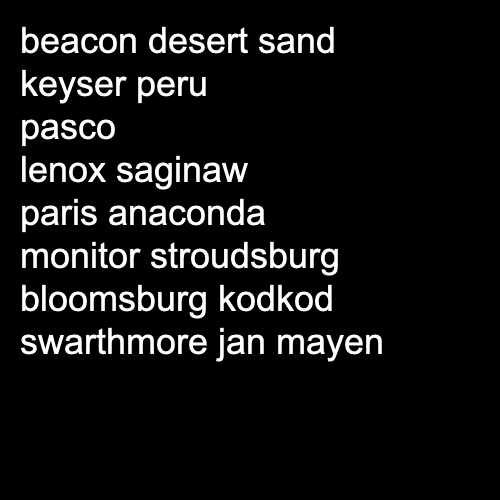 beacon desert sand
keyser peru
pasco
lenox saginaw
paris anaconda
monitor stroudsburg
bloomsburg kodkod
swarthmore jan mayen